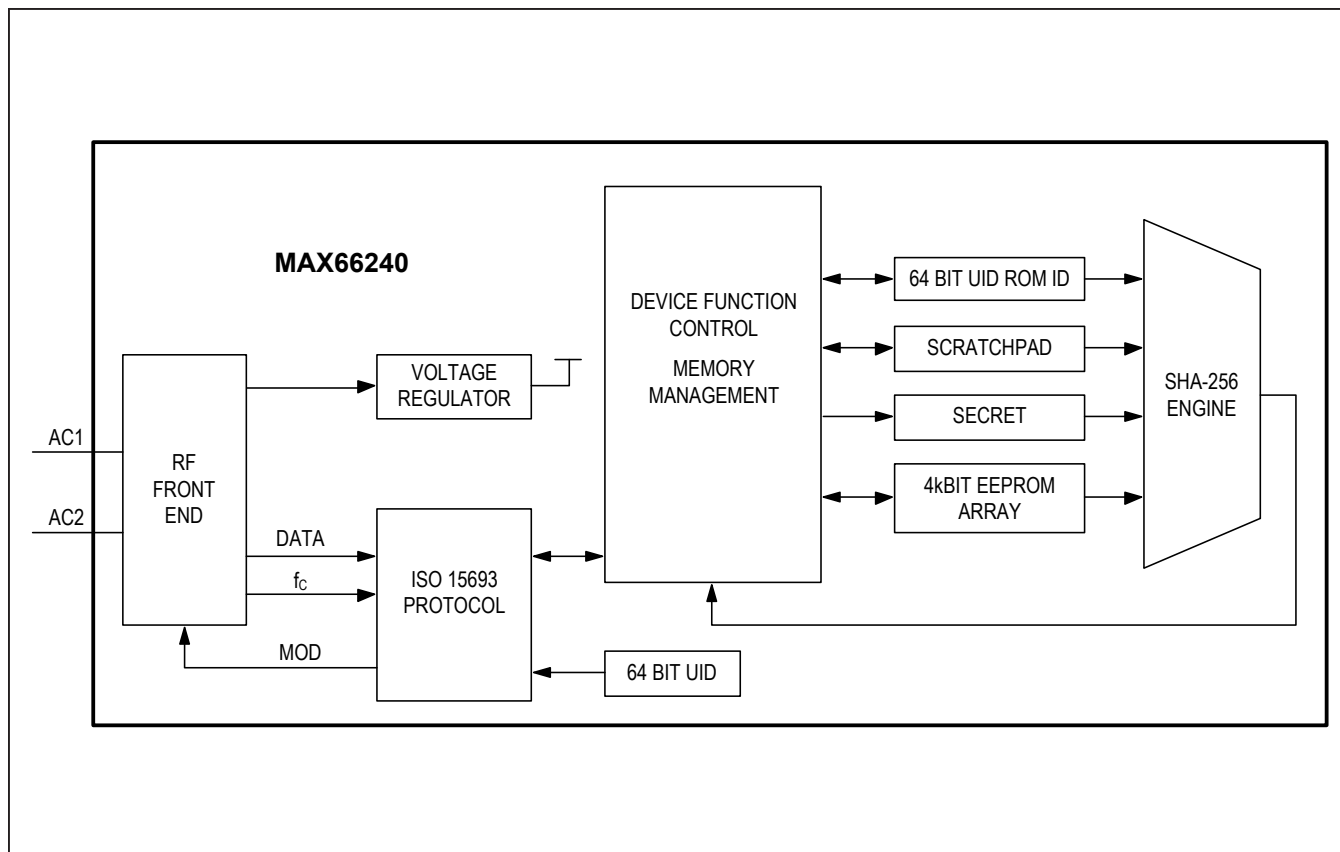 MAX66240
AC1
AC2
RF
FRONT
END
VOLTAGE
REGULATOR
DATA
fC
MOD
ISO 15693
PROTOCOL
64 BIT UID
DEVICE FUNCTION
CONTROL
MEMORY
MANAGEMENT
64 BIT UID ROM ID
SCRATCHPAD
SECRET
4kBIT EEPROM
ARRAY
SHA-256
ENGINE